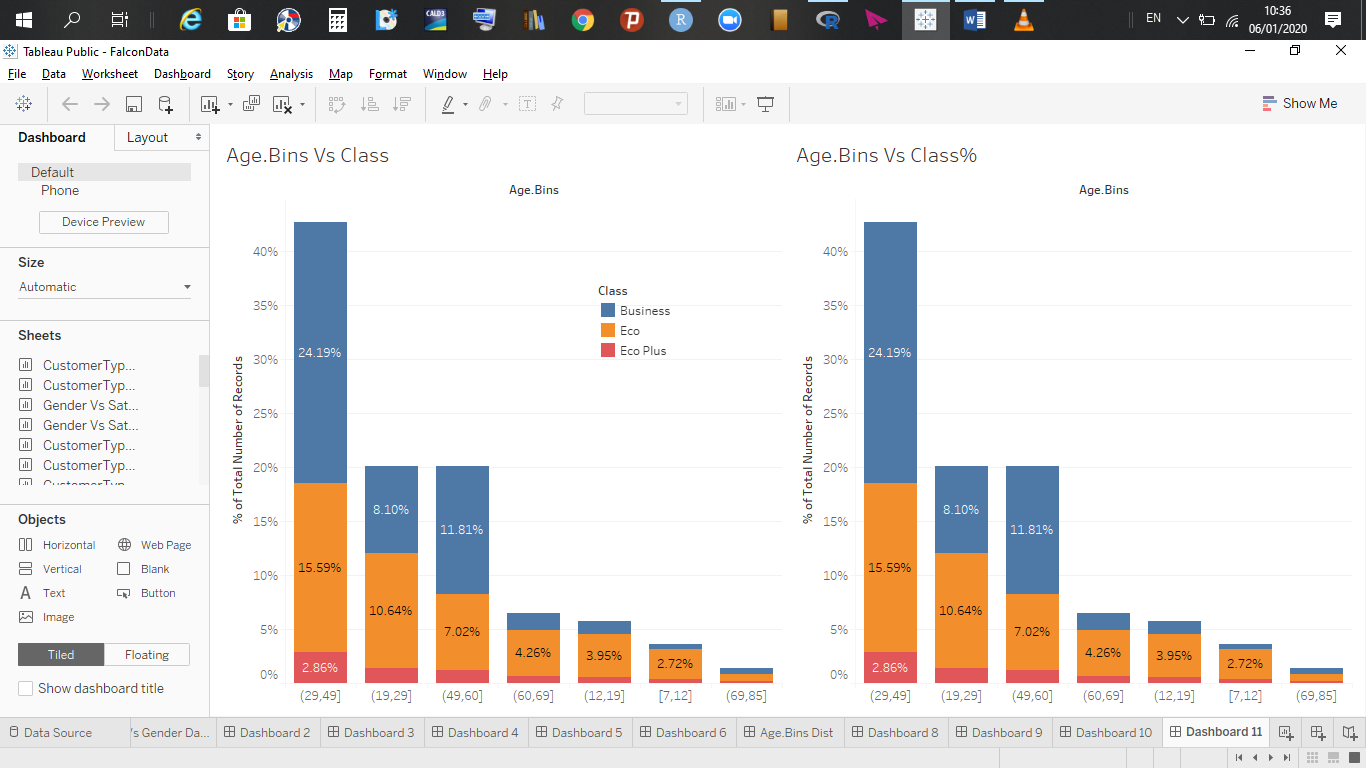 CALD3
EN
10:36
06/01/2020
Tableau Public - FalconData
File Data Worksheet Dashboard Story Analysis Map Format Window Help
Show Me
Dashboard Layout
Default
Phone
Device Preview
Size
Automatic
Sheets
CustomerTyp...
CustomerTyp...
Gender Vs Sat...
Gender Vs Sat...
CustomerTyp...
CustomerTyp...
Objects
Horizontal Web Page
Vertical Blank
Text Button
Image
Tiled Floating
Show dashboard title
Age.Bins Vs Class
Age.Bins
% of Total Number of Records
40%
35%
30%
25%
20%
15%
10%
5%
0%
Class
Business
Eco
Eco Plus
24.19%
15.59%
2.86%
8.10%
10.64%
11.81%
7.02%
4.26%
3.95%
2.72%
(29,49] (19,29] (49,60] (60,69] (12,19] [7,12] (69,85]
Age.Bins Vs Class%
Age.Bins
% of Total Number of Records
40%
35%
30%
25%
20%
15%
10%
5%
0%
24.19%
15.59%
2.86%
8.10%
10.64%
11.81%
7.02%
4.26%
3.95%
2.72%
(29,49] (19,29] (49,60] (60,69] (12,19] [7,12] (69,85]
Data Source 's Gender Da... Dashboard 2 Dashboard 3 Dashboard 4 Dashboard 5 Dashboard 6 Age.Bins Dist Dashboard 8 Dashboard 9 Dashboard 10 Dashboard 11